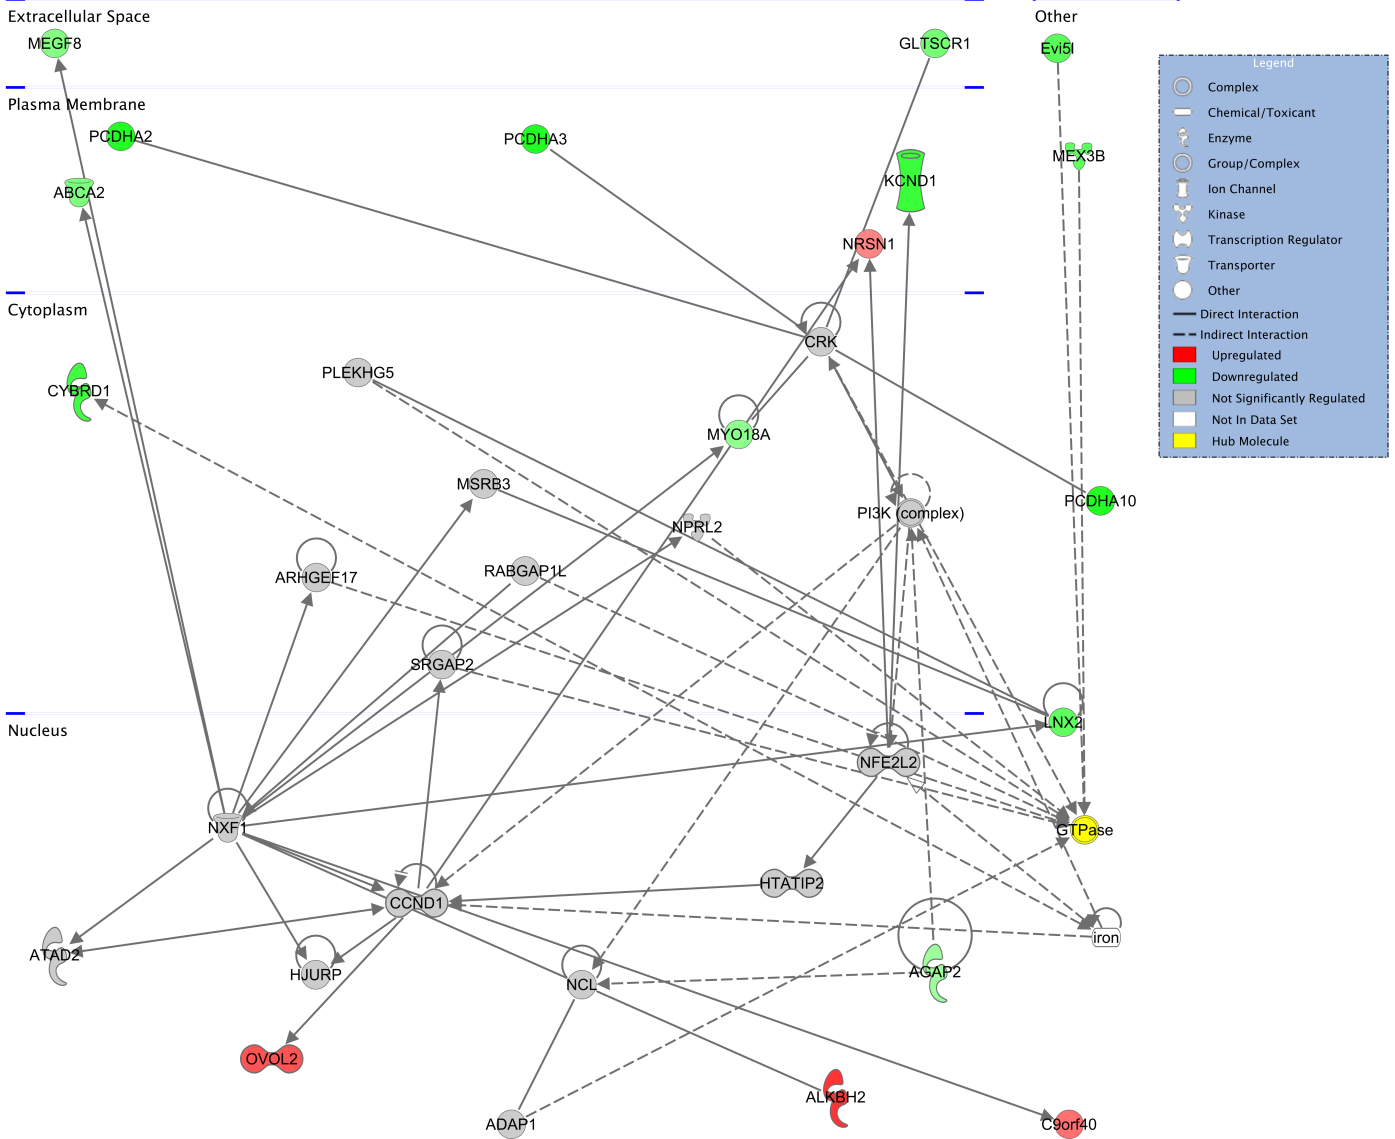 Extracellular Space
Other
MEGF8
GLTSCR1
Evi5l
Legend
Complex
Chemical/Toxicant
Enzyme
Group/Complex
Ion Channel
Kinase
Transcription Regulator
Transporter
Other
Direct Interaction
Indirect Interaction
Upregulated
Downregulated
Not Significantly Regulated
Not In Data Set
Hub Molecule
Plasma Membrane
PCDHA2
PCDHA3
MEX3B
ABCA2
KCND1
NRSN1
Cytoplasm
CRK
PLEKHG5
CYBRD1
MYO18A
MSRB3
PCDHA10
PI3K (complex)
NPRL2
RABGAP1L
ARHGEF17
SRGAP2
LNX2
Nucleus
NFE2L2
NXF1
GTPase
HTATIP2
CCND1
iron
ATAD2
HJURP
AGAP2
NCL
OVOL2
ALKBH2
ADAP1
C9orf40